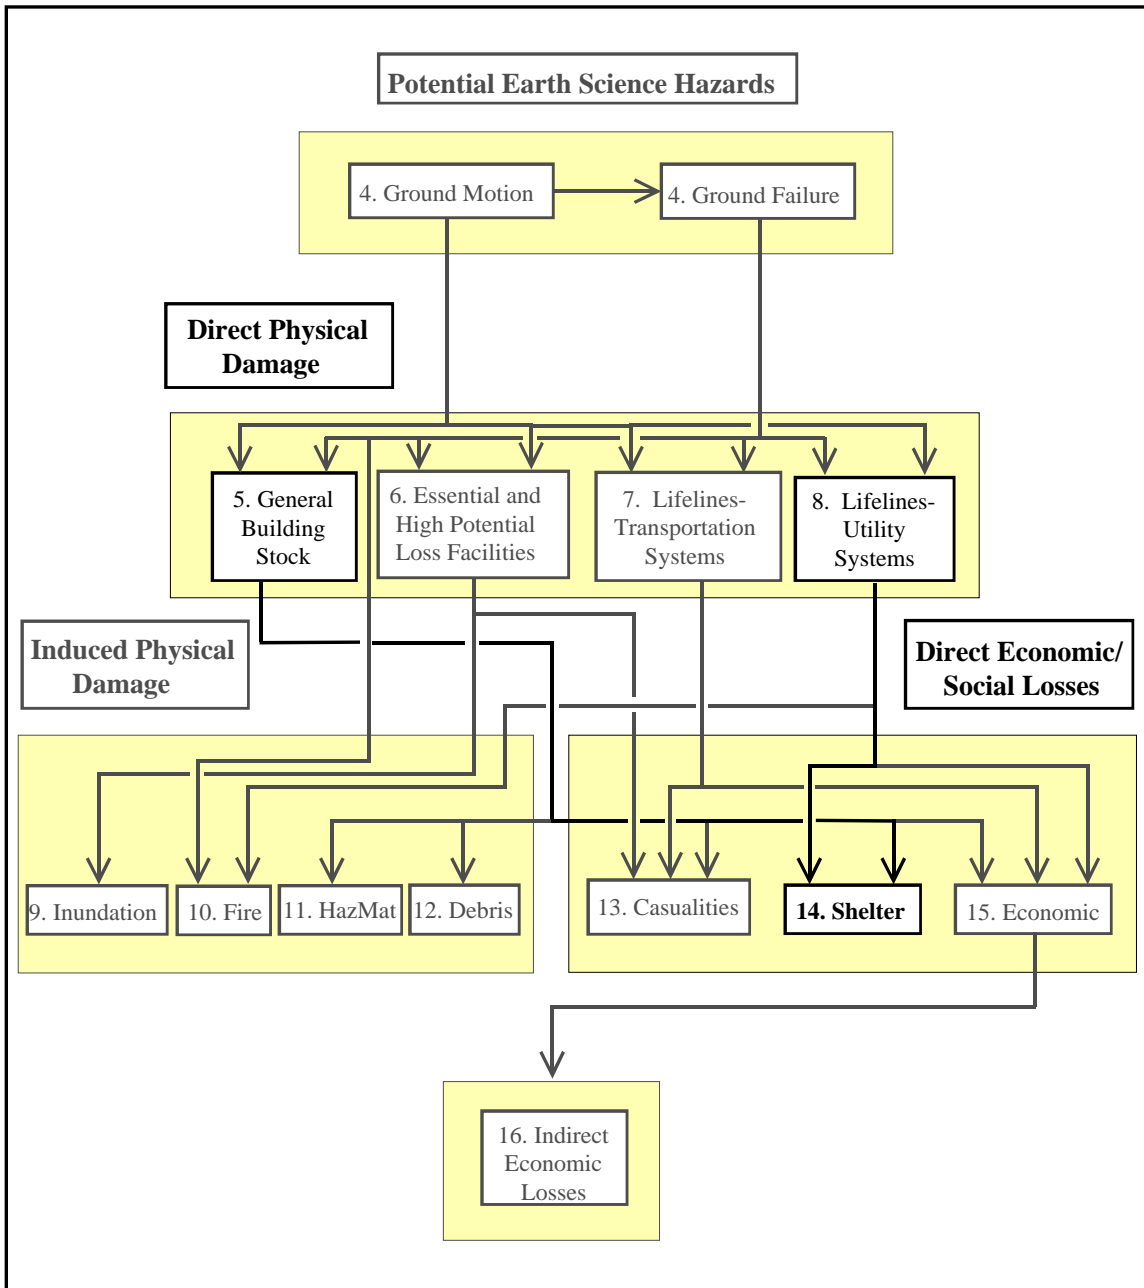 Potential Earth Science Hazards
4. Ground Motion
4. Ground Failure
Direct Physical
Damage
5. General
Building
Stock
6. Essential and
High Potential
Loss Facilities
7. Lifelines-
Transportation
Systems
8. Lifelines-
Utility
Systems
Induced Physical
Damage
Direct Economic/
Social Losses
9. Inundation
10. Fire
11. HazMat
12. Debris
13. Casualities
14. Shelter
15. Economic
16. Indirect
Economic
Losses